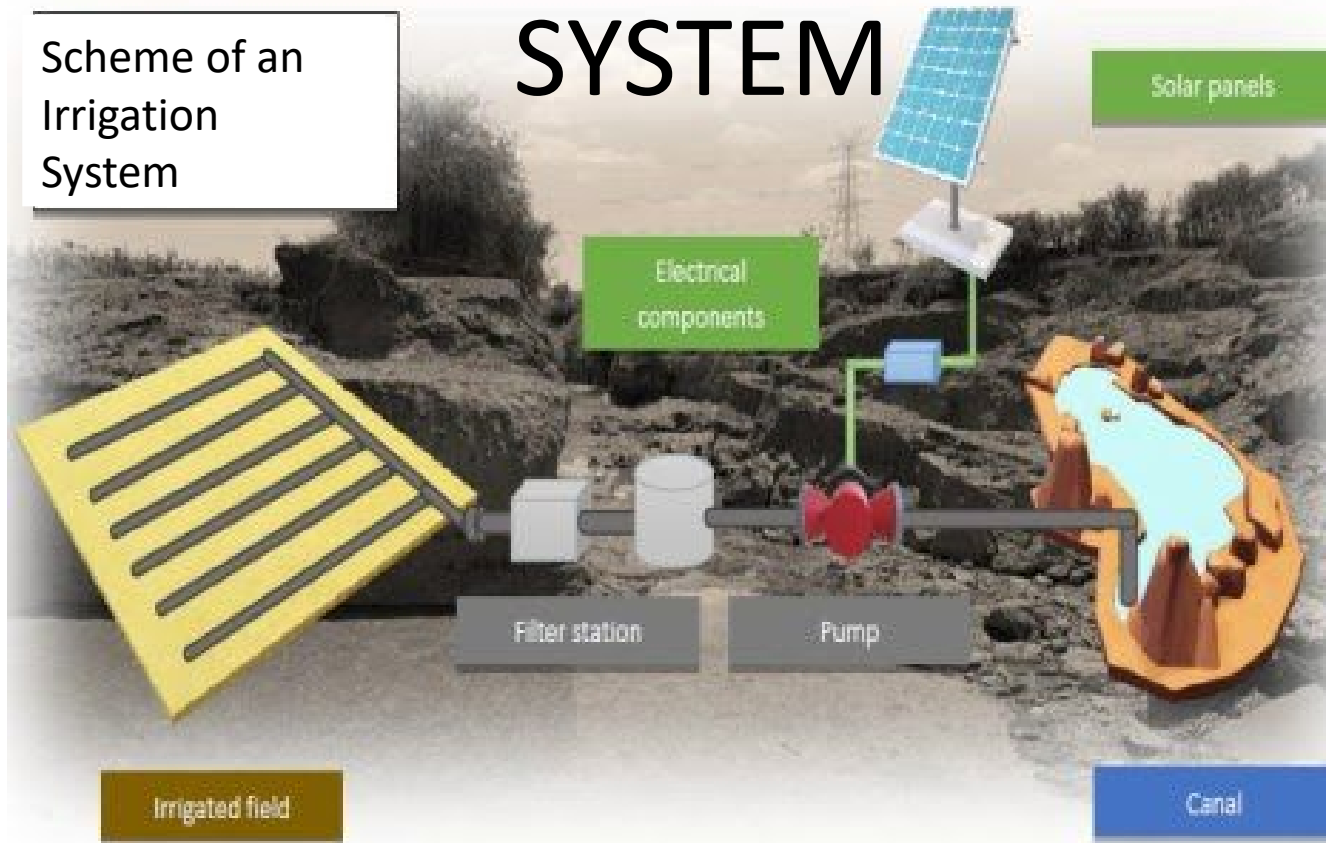 Scheme of an
Irrigation
System
SYSTEM
Solar panels
Electrical
components
Filter station
Pump
Irrigated field
Canal